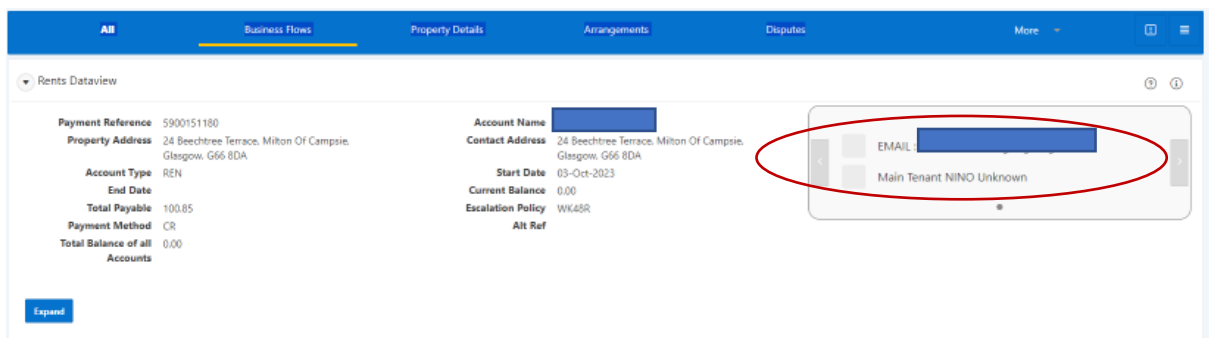 All Business Flows Property Details Arrangements Disputes More
Rents Dataview
Payment Reference 5900151180
Property Address 24 Beechtree Terrace, Milton Of Campsie,
Glasgow, G66 8DA
Account Type REN
End Date
Total Payable 100.85
Payment Method CR
Total Balance of all 0.00
Accounts
Account Name
Contact Address 24 Beechtree Terrace, Milton Of Campsie,
Glasgow, G66 8DA
Start Date 03-Oct-2023
Current Balance 0.00
Escalation Policy WK48R
Alt Ref
EMAIL :
Main Tenant NINO Unknown
Expand